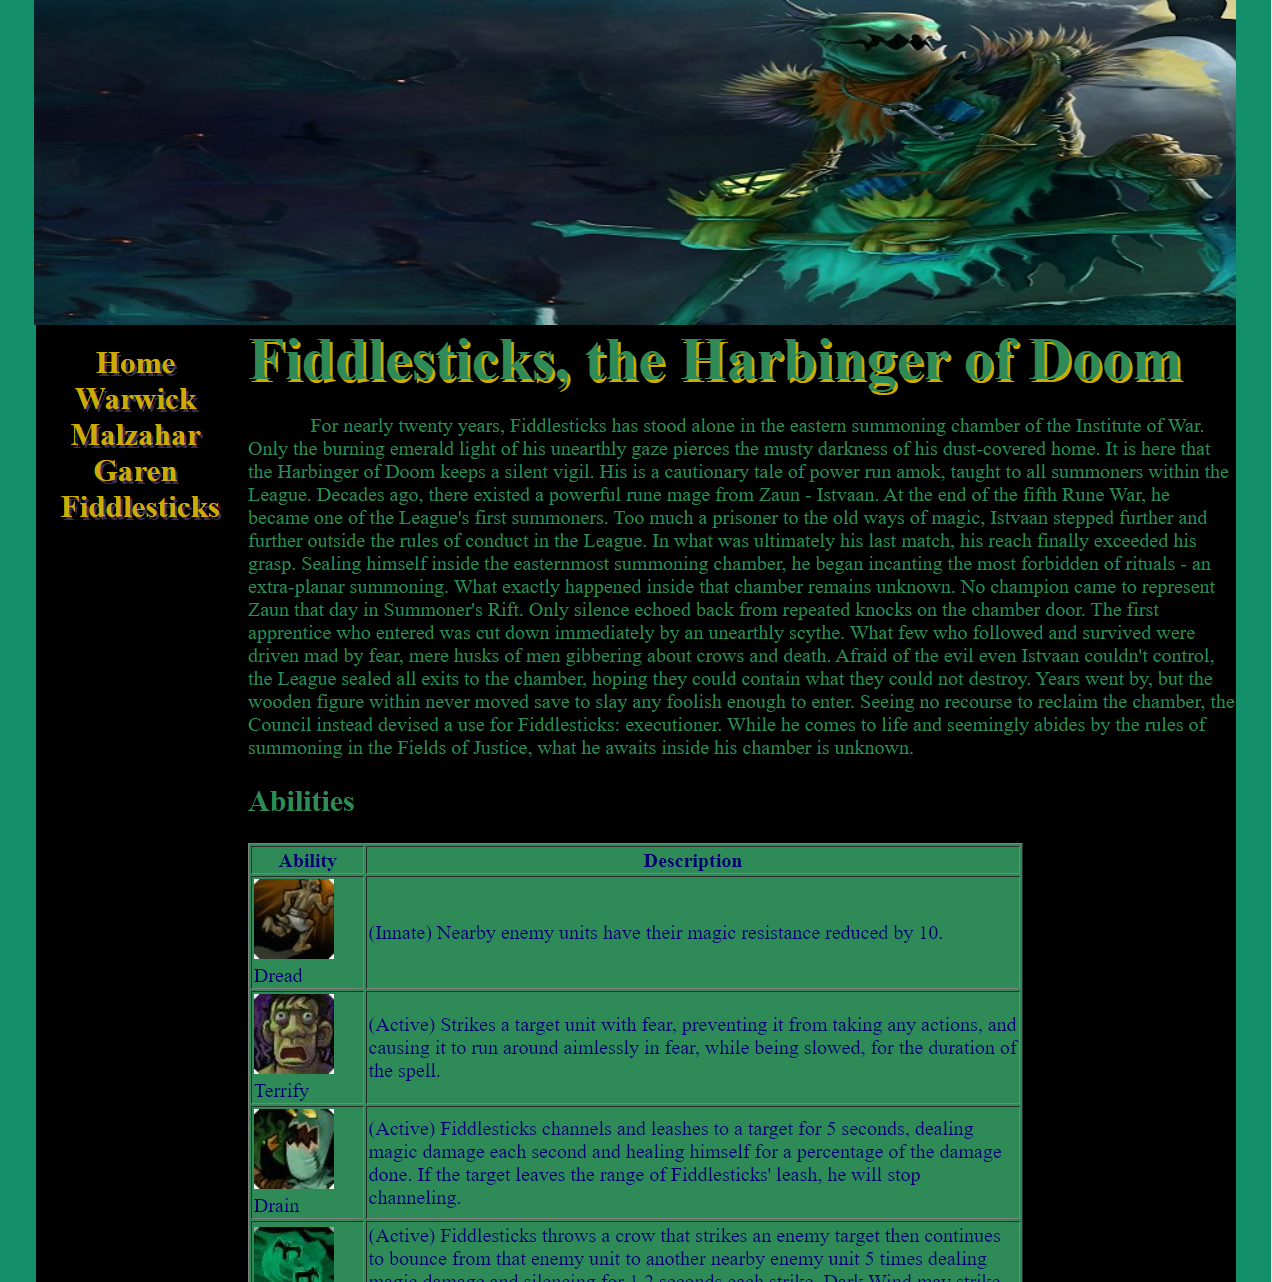 Home
Warwick
Malzahar
Garen
Fiddlesticks
Fiddlesticks, the Harbinger of Doom
For nearly twenty years, Fiddlesticks has stood alone in the eastern summoning chamber of the Institute of War.
Only the burning emerald light of his unearthly gaze pierces the musty darkness of his dust-covered home. It is here that
the Harbinger of Doom keeps a silent vigil. His is a cautionary tale of power run amok, taught to all summoners within the
League. Decades ago, there existed a powerful rune mage from Zaun - Istvaan. At the end of the fifth Rune War, he
became one of the League's first summoners. Too much a prisoner to the old ways of magic, Istvaan stepped further and
further outside the rules of conduct in the League. In what was ultimately his last match, his reach finally exceeded his
grasp. Sealing himself inside the easternmost summoning chamber, he began incanting the most forbidden of rituals - an
extra-planar summoning. What exactly happened inside that chamber remains unknown. No champion came to represent
Zaun that day in Summoner's Rift. Only silence echoed back from repeated knocks on the chamber door. The first
apprentice who entered was cut down immediately by an unearthly scythe. What few who followed and survived were
driven mad by fear, mere husks of men gibbering about crows and death. Afraid of the evil even Istvaan couldn't control,
the League sealed all exits to the chamber, hoping they could contain what they could not destroy. Years went by, but the
wooden figure within never moved save to slay any foolish enough to enter. Seeing no recourse to reclaim the chamber, the
Council instead devised a use for Fiddlesticks: executioner. While he comes to life and seemingly abides by the rules of
summoning in the Fields of Justice, what he awaits inside his chamber is unknown.
Abilities
Ability
Description
Dread
(Innate) Nearby enemy units have their magic resistance reduced by 10.
Terrify
(Active) Strikes a target unit with fear, preventing it from taking any actions, and
causing it to run around aimlessly in fear, while being slowed, for the duration of
the spell.
Drain
(Active) Fiddlesticks channels and leashes to a target for 5 seconds, dealing
magic damage each second and healing himself for a percentage of the damage
done. If the target leaves the range of Fiddlesticks' leash, he will stop
channeling.
(Active) Fiddlesticks throws a crow that strikes an enemy target then continues
to bounce from that enemy unit to another nearby enemy unit 5 times dealing
magic damage and silencing for 1.2 seconds each strike. Dark Wind may strike